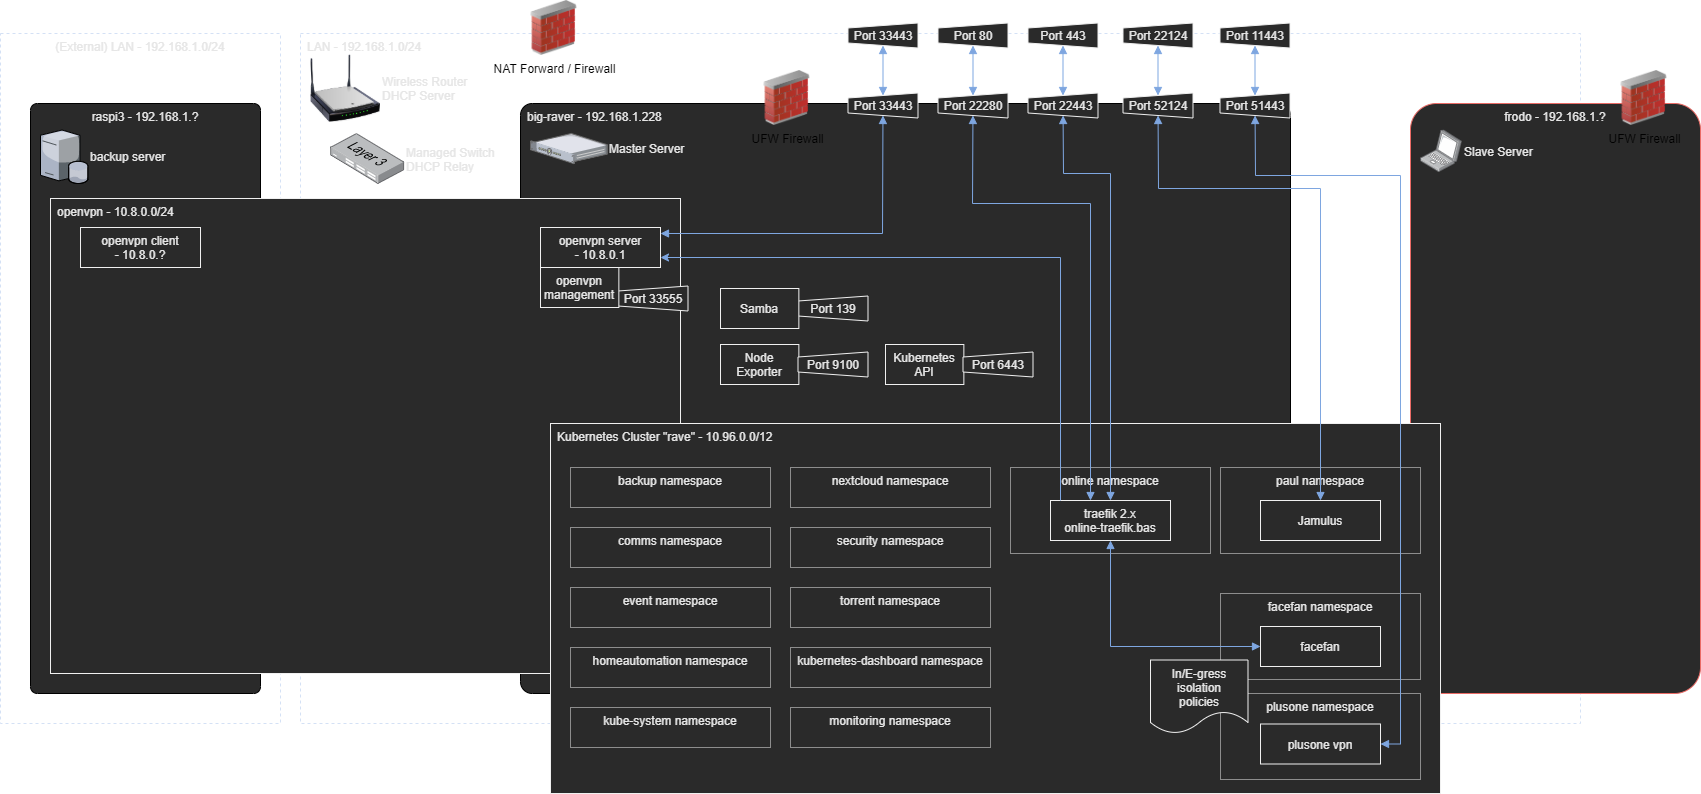 (External) LAN - 192.168.1.0/24
LAN - 192.168.1.0/24
NAT Forward / Firewall
Port 33443
Port 80
Port 443
Port 22124
Port 11443
Wireless Router
DHCP Server
Port 33443
Port 22280
Port 22443
Port 52124
Port 51443
raspi3 - 192.168.1.?
big-raver - 192.168.1.228
UFW Firewall
frodo - 192.168.1.?
UFW Firewall
backup server
Layer 3
Managed Switch
DHCP Relay
Master Server
Slave Server
openvpn - 10.8.0.0/24
openvpn client
- 10.8.0.?
openvpn server
- 10.8.0.1
openvpn
management
Port 33555
Samba
Port 139
Node
Exporter
Port 9100
Kubernetes
API
Port 6443
Kubernetes Cluster "rave" - 10.96.0.0/12
backup namespace
nextcloud namespace
online namespace
paul namespace
traefik 2.x
online-traefik.bas
Jamulus
comms namespace
security namespace
event namespace
torrent namespace
facefan namespace
facefan
homeautomation namespace
kubernetes-dashboard namespace
In/E-gress
isolation
policies
kube-system namespace
monitoring namespace
plusone namespace
plusone vpn